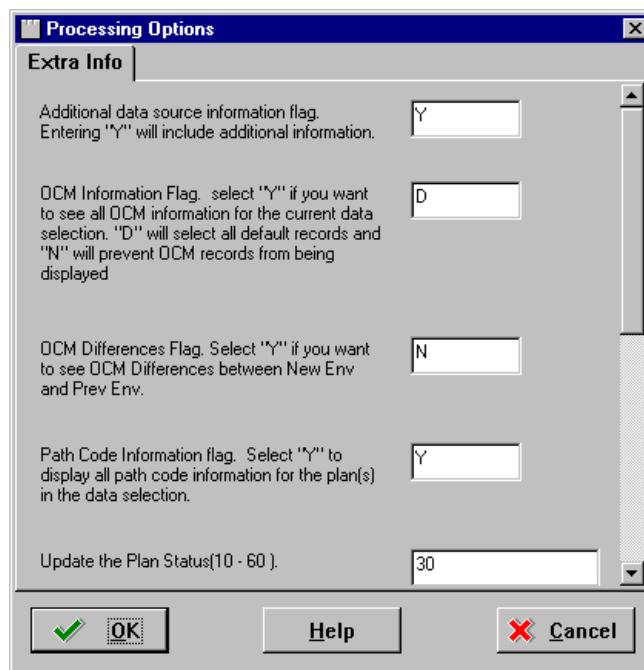 Processing Options
Extra Info
Additional data source information flag.
Entering "Y" will include additional information.
Y
OCM Information Flag. select "Y" if you want
to see all OCM information for the current data
selection. "D" will select all default records and
"N" will prevent OCM records from being
displayed
D
OCM Differences Flag. Select "Y" if you want
to see OCM Differences between New Env
and Prev Env.
N
Path Code Information flag. Select "Y" to
display all path code information for the plan(s)
in the data selection.
Y
Update the Plan Status(10 - 60 ).
30
OK
Help
Cancel